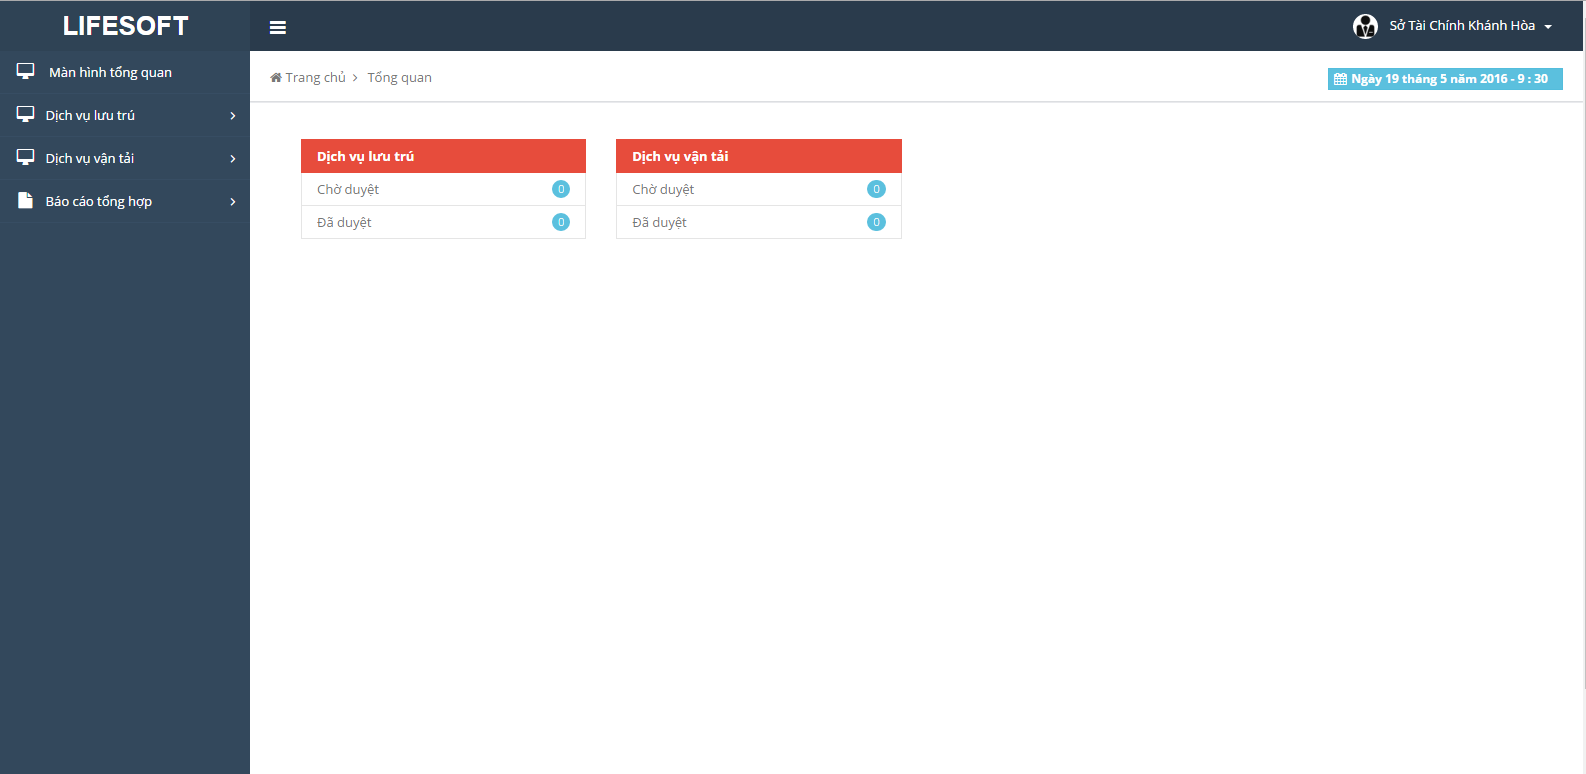 LIFESOFT
Sở Tài Chính Khánh Hòa
Màn hình tổng quan
Dịch vụ lưu trú
Dịch vụ vận tải
Báo cáo tổng hợp
Trang chủ > Tổng quan
Ngày 19 tháng 5 năm 2016 - 9 : 30
Dịch vụ lưu trú
Chờ duyệt 0
Đã duyệt 0
Dịch vụ vận tải
Chờ duyệt 0
Đã duyệt 0